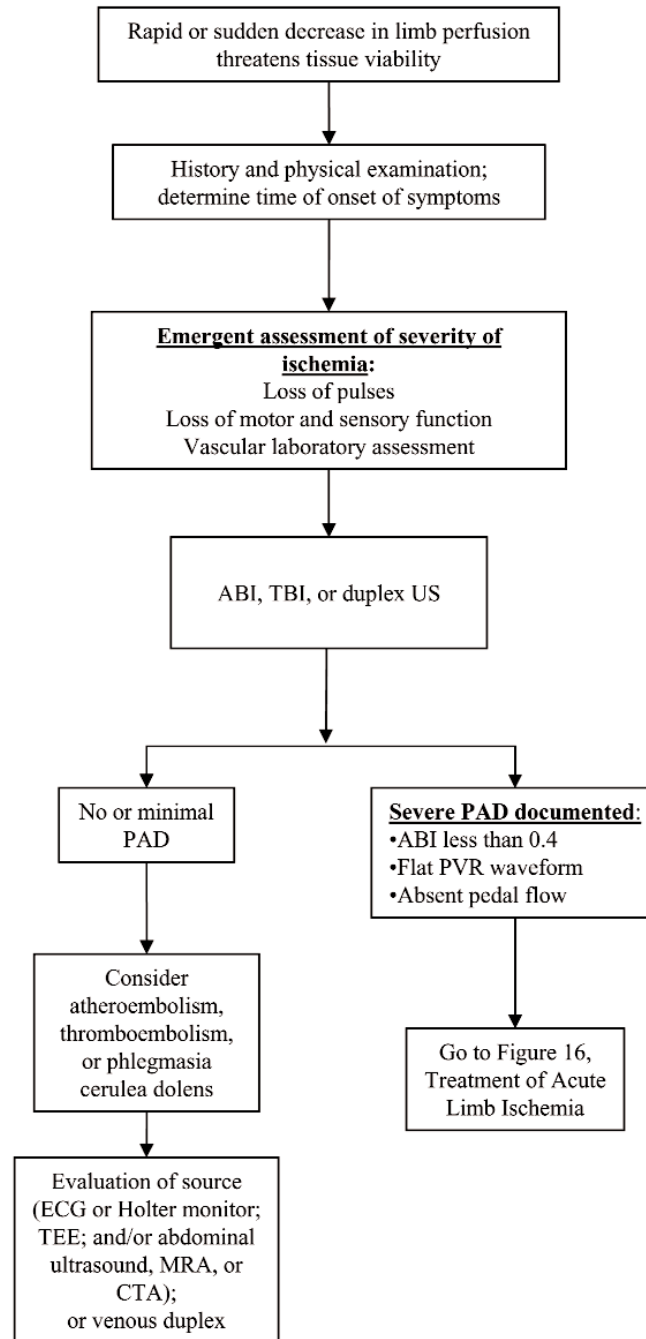 Rapid or sudden decrease in limb perfusion
threatens tissue viability
History and physical examination;
determine time of onset of symptoms
Emergent assessment of severity of
ischemia:
Loss of pulses
Loss of motor and sensory function
Vascular laboratory assessment
ABI, TBI, or duplex US
No or minimal
PAD
Severe PAD documented:
•ABI less than 0.4
•Flat PVR waveform
•Absent pedal flow
Consider
atheroembolism,
thromboembolism,
or phlegmasia
cerulea dolens
Go to Figure 16,
Treatment of Acute
Limb Ischemia
Evaluation of source
(ECG or Holter monitor;
TEE; and/or abdominal
ultrasound, MRA, or
CTA);
or venous duplex